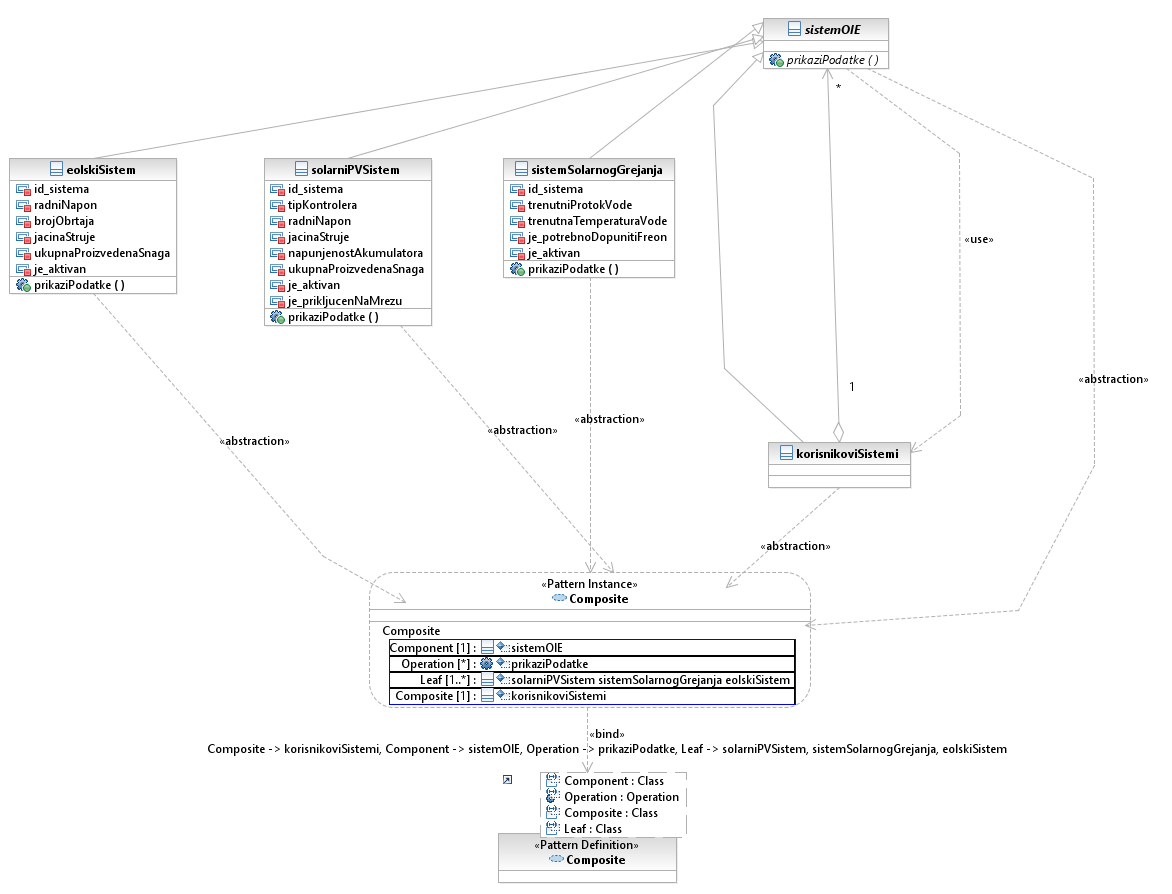 sistemOIE
prikaziPodatke ( )
*
eolskiSistem
id_sistema
radniNapon
brojObrtaja
jacinaStruje
ukupnaProizvedenaSnaga
je_aktivan
prikaziPodatke ( )
solarniPVSistem
id_sistema
tipKontrolera
radniNapon
jacinaStruje
napunjenostAkumulatora
ukupnaProizvedenaSnaga
je_aktivan
je_prikljucenNaMrezu
prikaziPodatke ( )
sistemSolarnogGrejanja
id_sistema
trenutniProtokVode
trenutnaTemperaturaVode
je_potrebnoDopunitiFreon
je_aktivan
prikaziPodatke ( )
«use»
«abstraction»
1
«abstraction»
«abstraction»
«abstraction»
korisnikoviSistemi
«abstraction»
«Pattern Instance»
Composite
Composite
Component [1] : sistemOIE
Operation [*] : prikaziPodatke
Leaf [1..*] : solarniPVSistem sistemSolarnogGrejanja eolskiSistem
Composite [1] : korisnikoviSistemi
«bind»
Composite -> korisnikoviSistemi, Component -> sistemOIE, Operation -> prikaziPodatke, Leaf -> solarniPVSistem, sistemSolarnogGrejanja, eolskiSistem
Component : Class
Operation : Operation
Composite : Class
Leaf : Class
«Pattern Definition»
Composite